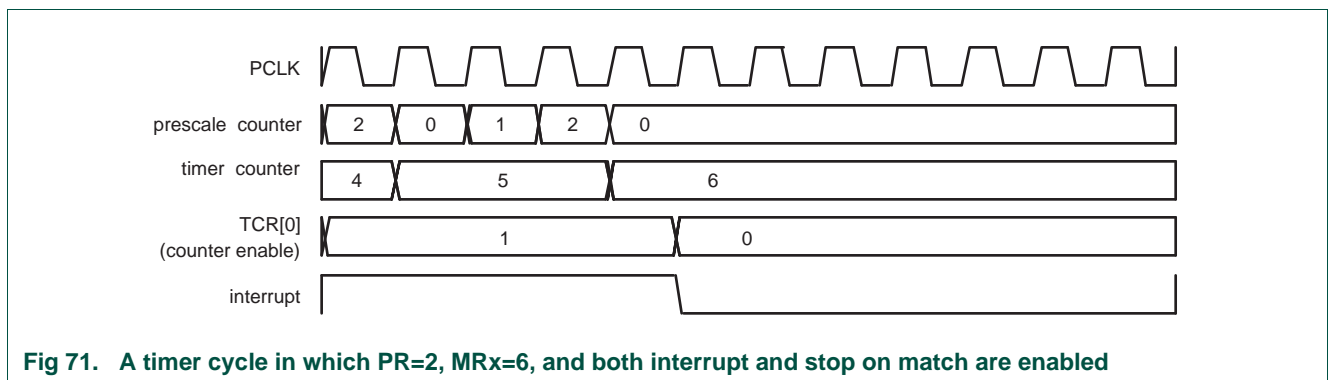 PCLK
prescale counter 2 0 1 2 0
timer counter 4 5 6
TCR[0]
(counter enable) 1 0
interrupt
Fig 71. A timer cycle in which PR=2, MRx=6, and both interrupt and stop on match are enabled